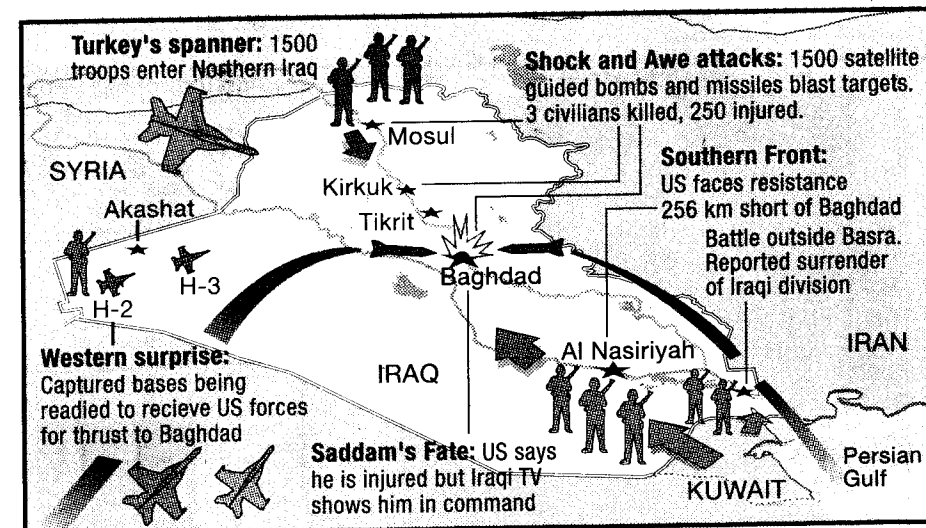 Turkey's spanner: 1500
troops enter Northern Iraq
Shock and Awe attacks: 1500 satellite
guided bombs and missiles blast targets.
3 civilians killed, 250 injured.
Mosul
SYRIA
Kirkuk
Southern Front:
US faces resistance
256 km short of Baghdad
Akashat
Tikrit
Battle outside Basra.
Reported surrender
of Iraqi division
Baghdad
H-3
H-2
Western surprise:
Captured bases being
readied to recieve US forces
for thrust to Baghdad
IRAQ
Al Nasiriyah
IRAN
Saddam's Fate: US says
he is injured but Iraqi TV
shows him in command
KUWAIT
Persian
Gulf